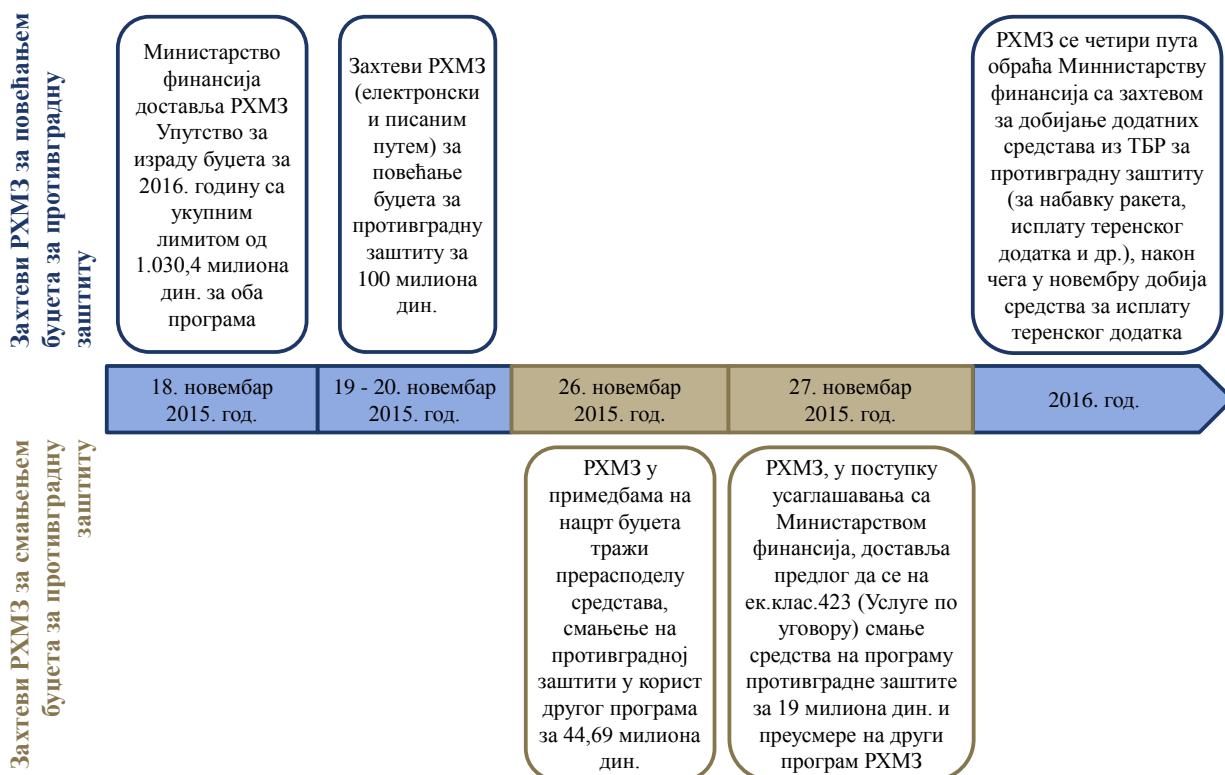 Захтеви РХМЗ за повећањем
буџета за противградну
заштиту
Министарство
финансија
доставља РХМЗ
Упутство за
израду буџета за
2016. годину са
укупним
лимитом од
1.030,4 милиона
дин. за оба
програма
Захтеви РХМЗ
(електронски
и писаним
путем) за
повећање
буџета за
противградну
заштиту за
100 милиона
дин.
РХМЗ се четири пута
обраћа Миннистарству
финансија са захтевом
за добијање додатних
средстава из ТБР за
противградну заштиту
(за набавку ракета,
исплату теренског
додатка и др.), након
чега у новембру добија
средства за исплату
теренског додатка
18. новембар
2015. год.
19 - 20. новембар
2015. год.
26. новембар
2015. год.
27. новембар
2015. год.
2016. год.
Захтеви РХМЗ за смањењем
буџета за противградну
заштиту
РХМЗ у
примедбама на
нацрт буџета
тражи
прерасподелу
средстава,
смањење на
противградној
заштити у корист
другог програма
за 44,69 милиона
дин.
РХМЗ, у поступку
усаглашавања са
Министарством
финансија, доставља
предлог да се на
ек.клас.423 (Услуге по
уговору) смање
средства на програму
противградне заштите
за 19 милиона дин. и
преусмере на други
програм РХМЗ